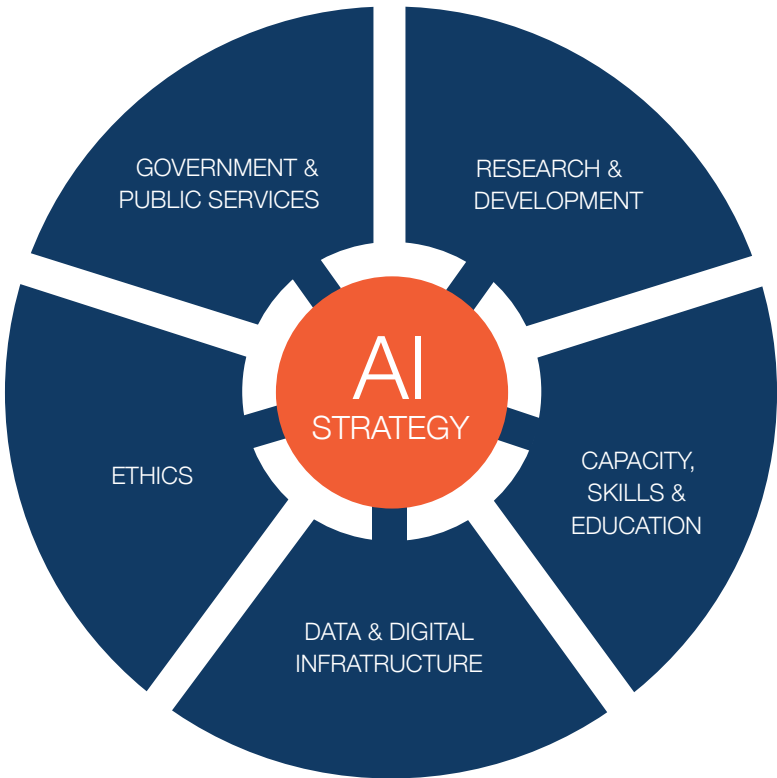 GOVERNMENT &
PUBLIC SERVICES
RESEARCH &
DEVELOPMENT
AI
STRATEGY
ETHICS
CAPACITY,
SKILLS &
EDUCATION
DATA & DIGITAL
INFRATRUCTURE